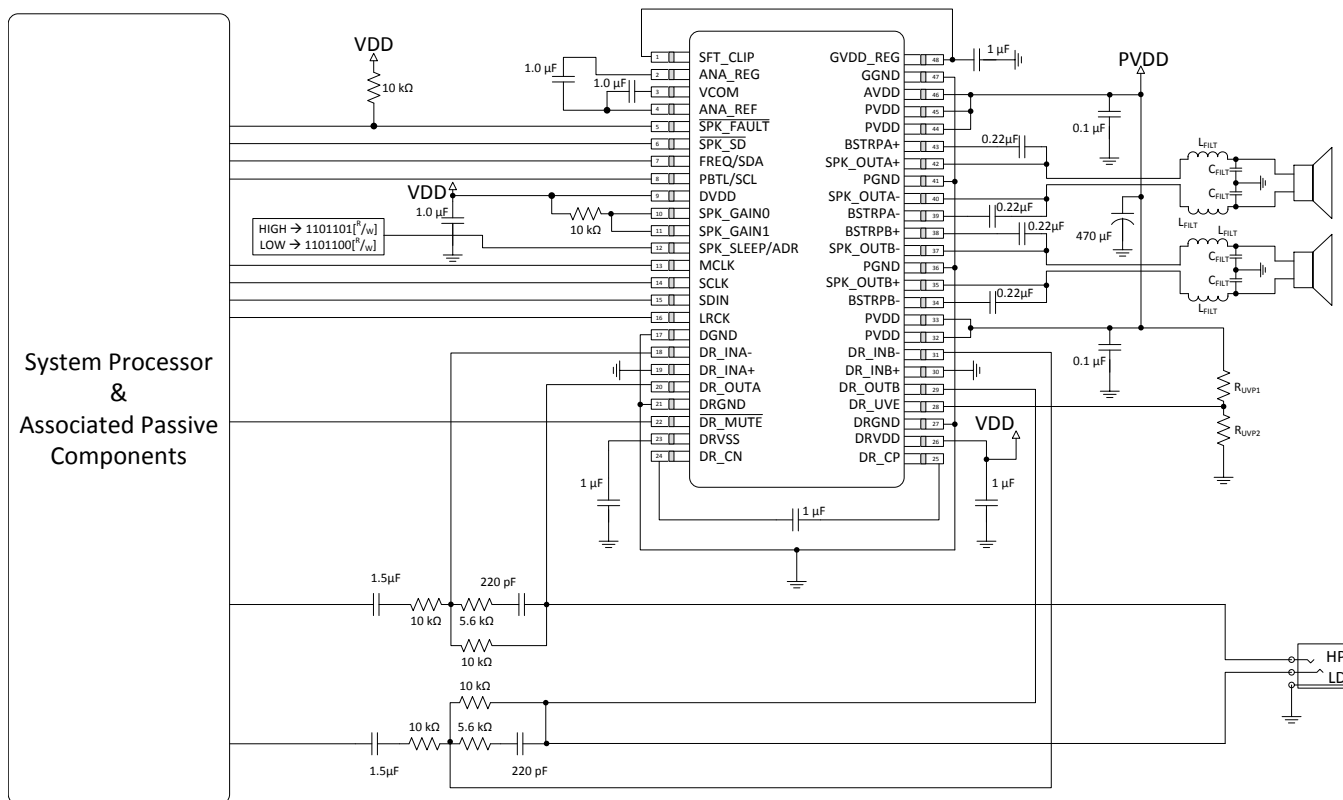 System Processor
&
Associated Passive
Components
VDD
10 kΩ
1.0 µF
1.0 µF
VDD
1.0 µF
10 kΩ
HIGH → 1101101[R/W]
LOW → 1101100[R/W]
1 SFT_CLIP
2 ANA_REG
3 VCOM
4 ANA_REF
5 SPK_FAULT
6 SPK_SD
7 FREQ/SDA
8 PBTL/SCL
9 DVDD
10 SPK_GAIN0
11 SPK_GAIN1
12 SPK_SLEEP/ADR
13 MCLK
14 SCLK
15 SDIN
16 LRCK
17 DGND
18 DR_INA-
19 DR_INA+
20 DR_OUTA
21 DRGND
22 DR_MUTE
23 DRVSS
24 DR_CN
GVDD_REG 48
GGND 47
AVDD 46
PVDD 45
PVDD 44
BSTRPA+ 43
SPK_OUTA+ 42
PGND 41
SPK_OUTA- 40
BSTRPA- 39
BSTRPB+ 38
SPK_OUTB- 37
PGND 36
SPK_OUTB+ 35
BSTRPB- 34
PVDD 33
PVDD 32
DR_INB- 31
DR_INB+ 30
DR_OUTB 29
DR_UVE 28
DRGND 27
DRVDD 26
DR_CP 25
1 µF
PVDD
0.1 µF
0.22µF
0.22µF
0.22µF
0.22µF
470 µF
LFILT
CFILT
CFILT
LFILT
LFILT
CFILT
CFILT
LFILT
0.1 µF
RUVP1
RUVP2
VDD
1 µF
1 µF
1 µF
1.5µF
10 kΩ
5.6 kΩ
220 pF
10 kΩ
10 kΩ
10 kΩ
5.6 kΩ
1.5µF
220 pF
HP
LD